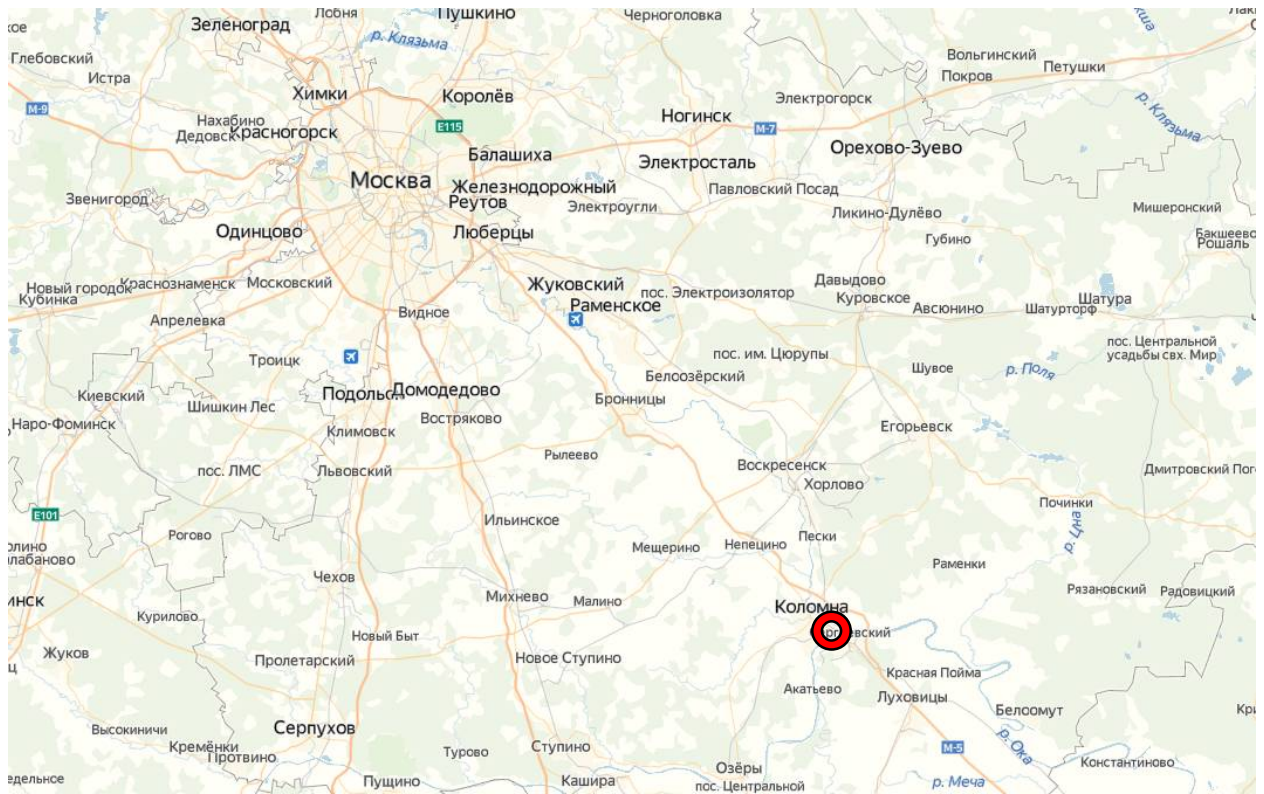 Лобня
Пушкино
Черноголовка
Зеленоград
р. Клязьма
Глебовский
Истра
Вольгинский
Петушки
Покров
Химки
Королёв
Электрогорск
М-9
Нахабино
Ногинск
М-7
р. Клязьма
Дедовск
Красногорск
E115
Балашиха
Электросталь
Орехово-Зуево
Москва
Железнодорожный
Павловский Посад
Звенигород
Реутов
Электроугли
Ликино-Дулёво
Мишеронский
Одинцово
Люберцы
Губино
Бакшеево
Рошаль
Новый городок
Краснознаменск
Московский
Жуковский
пос. Электроизолятор
Давыдово
Кубинка
Раменское
Куровское
Авсюнино
Шатура
Шатурторф
Апрелевка
Видное
Троицк
пос. им. Цюрупы
пос. Центральной
усадьбы свх. Мир
Белоозёрский
Шувое
р. Поля
Киевский
Шишкин Лес
Домодедово
Бронницы
Наро-Фоминск
Климовск
Востряково
Егорьевск
пос. ЛМС
Львовский
Рылеево
Воскресенск
Хорлово
Дмитровский
E101
Рогово
Ильинское
Починки
р. Цна
Мещерино
Непецино
Пески
Чехов
Раменки
Рязановский
Радовицкий
Михнево
Малино
Коломна
Курилово
Новый Быт
Жуков
Пролетарский
Новое Ступино
Красная Пойма
Акатьево
Луховицы
Белоомут
Высокиничи
Серпухов
Кремёнки
Протвино
Турово
Ступино
М-5
р. Ока
Озёры
Константиново
Пущино
Кашира
пос. Центральной
р. Меча